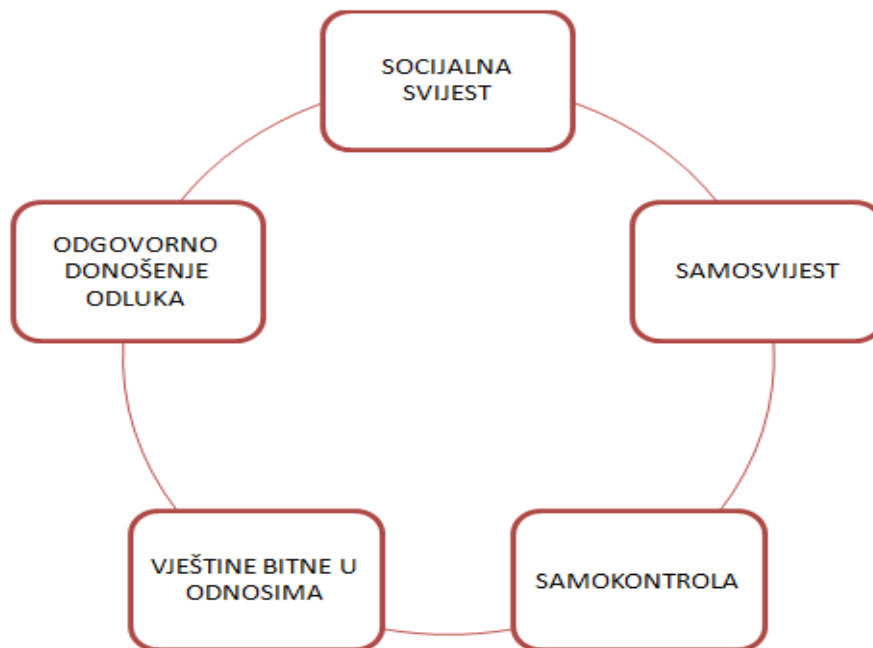 SOCIJALNA
SVIJEST
SAMOSVIJEST
SAMOKONTROLA
VJEŠTINE BITNE U
ODNOSIMA
ODGOVORNO
DONOŠENJE
ODLUKA